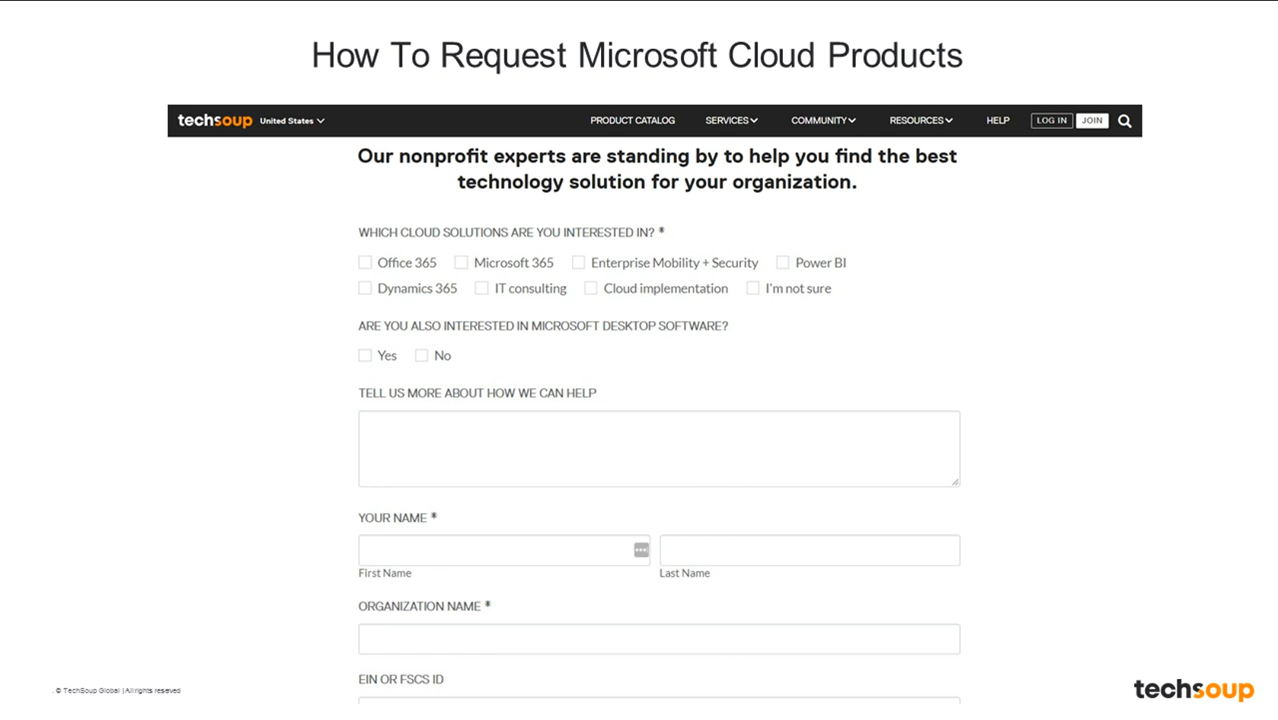 How To Request Microsoft Cloud Products
techsoup United States PRODUCT CATALOG SERVICES COMMUNITY RESOURCES HELP LOG IN JOIN
Our nonprofit experts are standing by to help you find the best
technology solution for your organization.
WHICH CLOUD SOLUTIONS ARE YOU INTERESTED IN? *
Office 365 Microsoft 365 Enterprise Mobility + Security Power BI
Dynamics 365 IT consulting Cloud implementation I'm not sure
ARE YOU ALSO INTERESTED IN MICROSOFT DESKTOP SOFTWARE?
Yes No
TELL US MORE ABOUT HOW WE CAN HELP
YOUR NAME *
First Name Last Name
ORGANIZATION NAME *
EIN OR FSCS ID
. © TechSoup Global | All rights reseved
techsoup